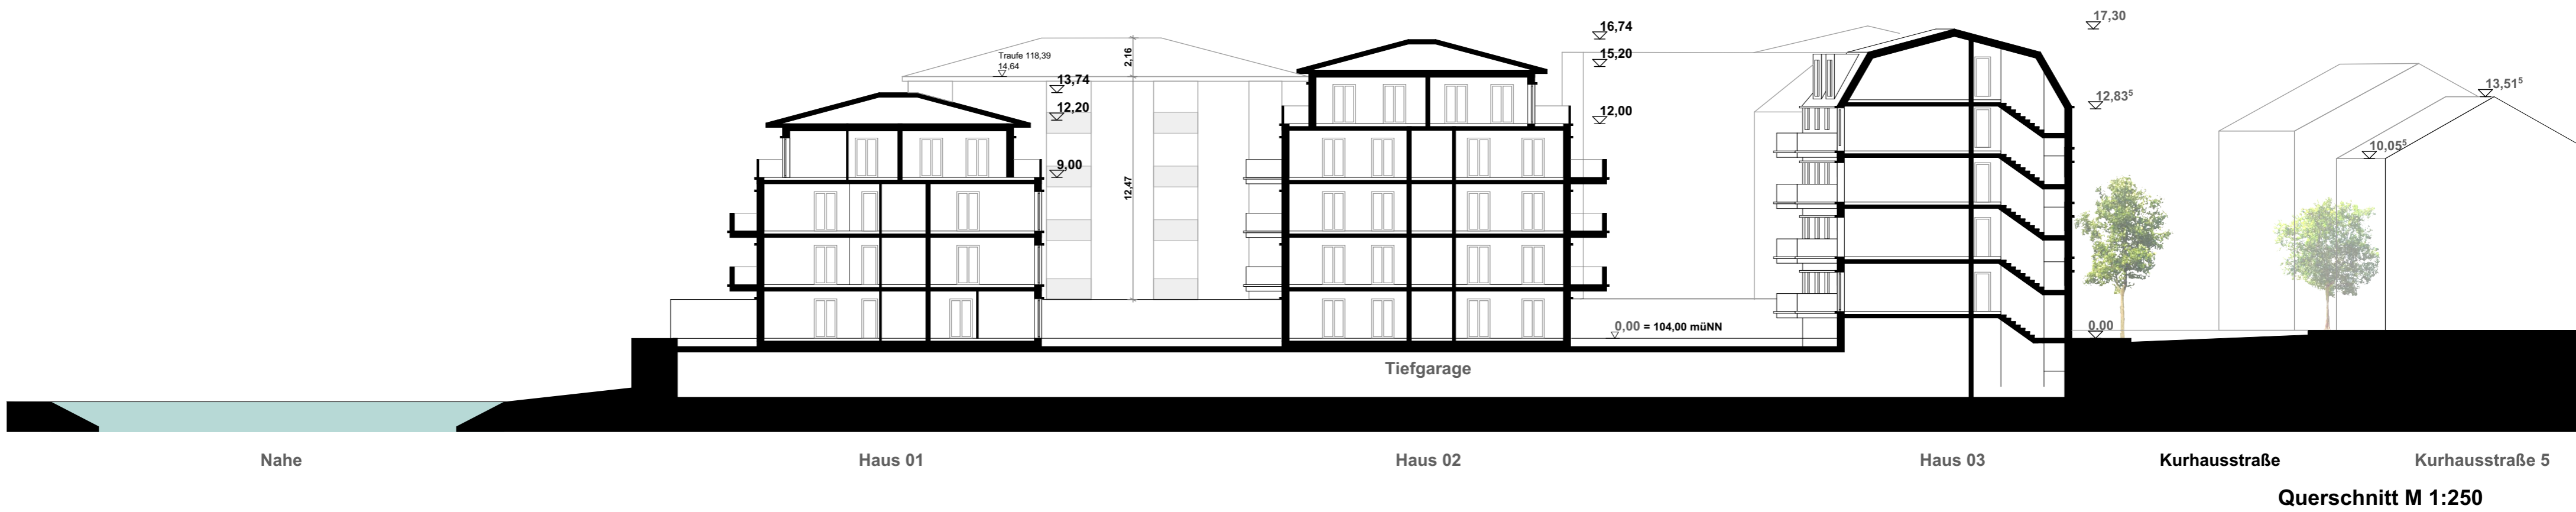 17,30
16,74
15,20
2,16
Traufe 118,39
14,64
13,74
13,51⁵
12,83⁵
12,20
12,00
10,05⁵
9,00
12,47
0,00 = 104,00 müNN
0,00
Tiefgarage
Nahe
Haus 01
Haus 02
Haus 03
Kurhausstraße
Kurhausstraße 5
Querschnitt M 1:250